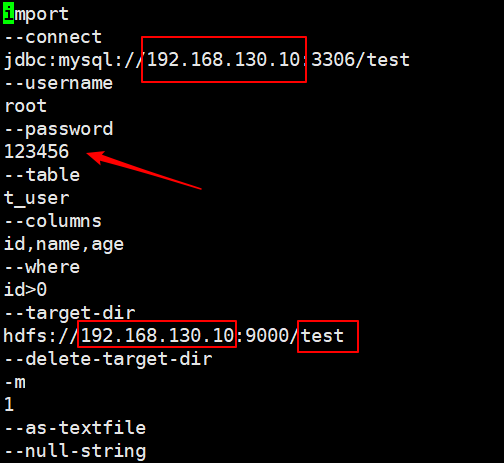 import
--connect
jdbc:mysql://192.168.130.10:3306/test
--username
root
--password
123456
--table
t_user
--columns
id,name,age
--where
id>0
--target-dir
hdfs://192.168.130.10:9000/test
--delete-target-dir
-m
1
--as-textfile
--null-string